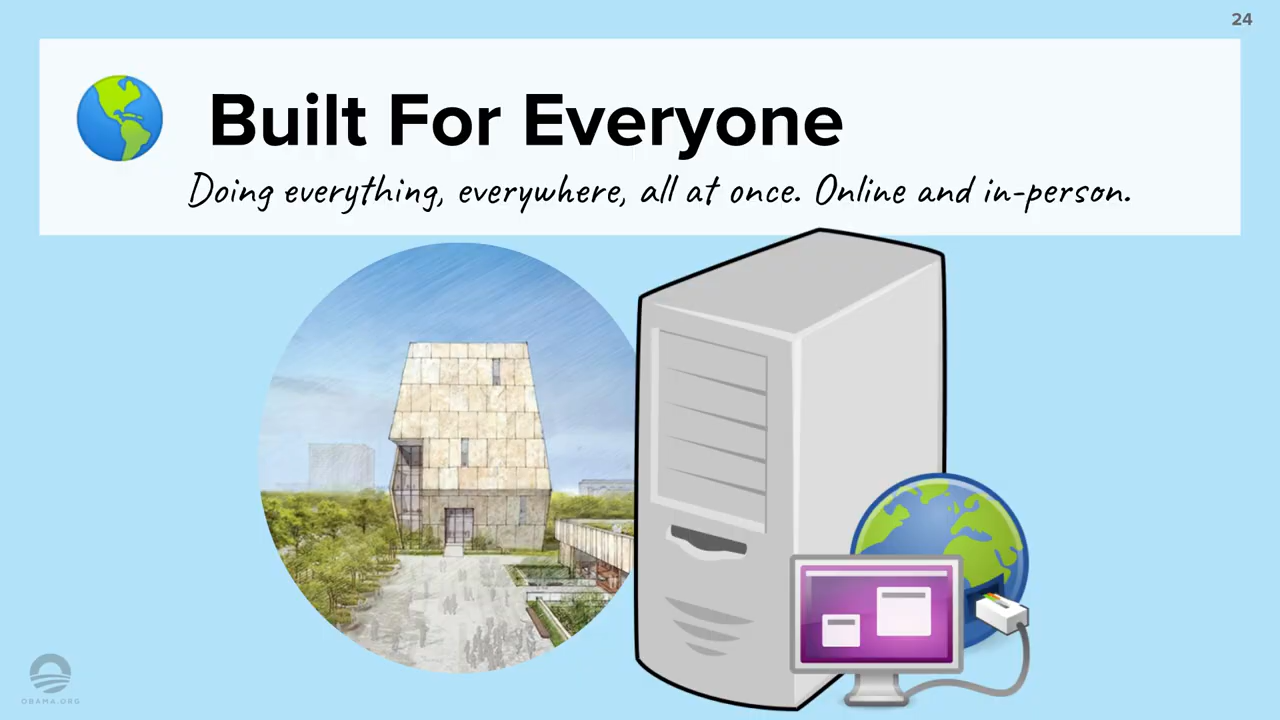 24
Built For Everyone
Doing everything, everywhere, all at once. Online and in-person.
OBAMA.ORG